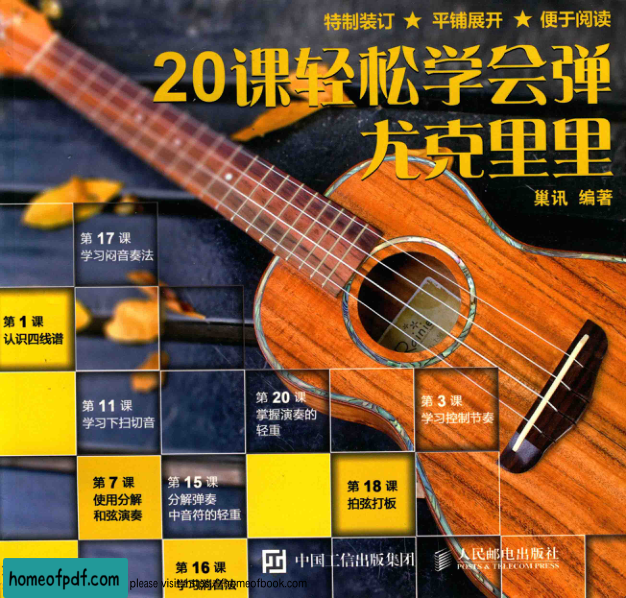 特制装订 ★ 平铺展开 ★ 便于阅读
20课轻松学会弹
尤克里里
巢讯 编著
第 17 课
学习闷音奏法
第 1 课
认识四线谱
第 11 课
学习下扫切音
第 20 课
掌握演奏的
轻重
第 3 课
学习控制节奏
第 7 课
使用分解
和弦演奏
第 15 课
分解弹奏
中音符的轻重
第 18 课
拍弦打板
第 16 课
中国工信出版集团
人民邮电出版社
POSTS & TELECOM PRESS
homeofpdf.com